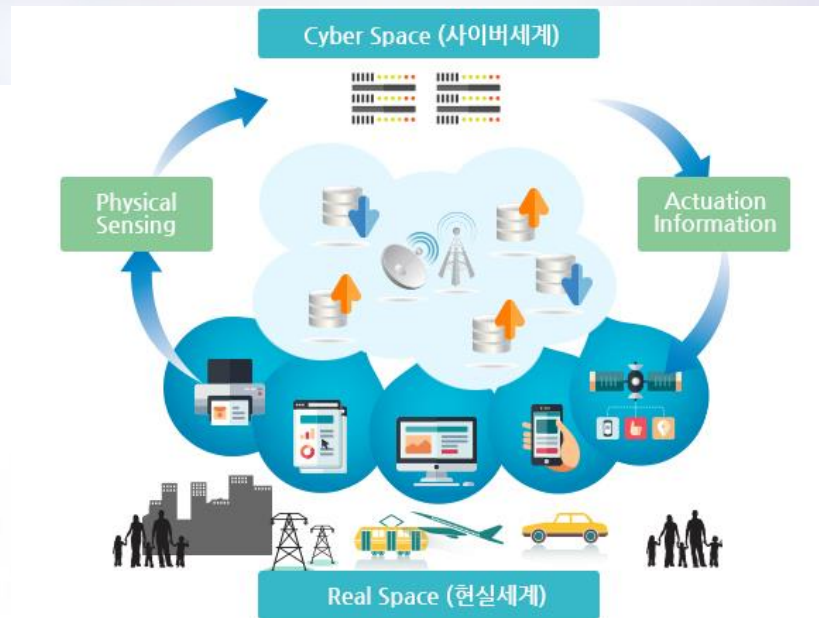 Cyber Space (사이버세계)
Physical
Sensing
Actuation
Information
Real Space (현실세계)